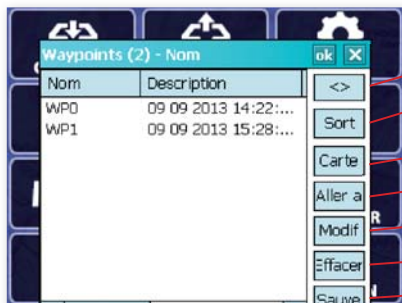 Waypoints (2) - Nom ok
Nom Description <>
WP0 09 09 2013 14:22:...
WP1 09 09 2013 15:28:...
Sort
Carte
Aller a
Modif
Effacer
Sauve